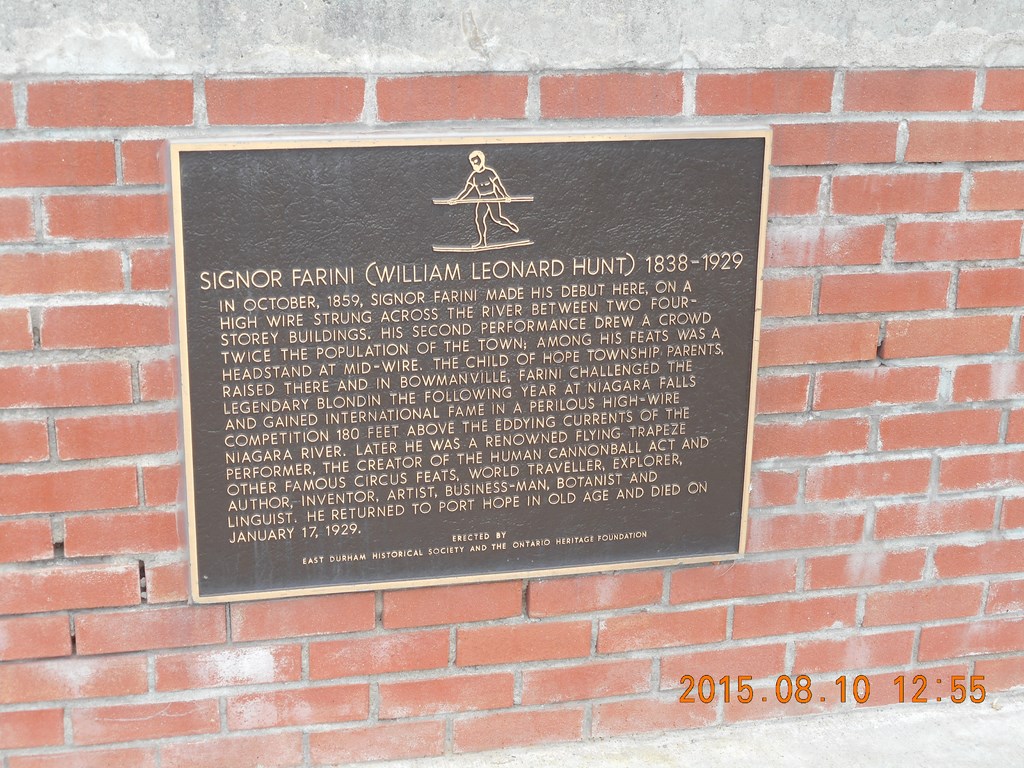 SIGNOR FARINI (WILLIAM LEONARD HUNT) 1838-1929
IN OCTOBER, 1859, SIGNOR FARINI MADE HIS DEBUT HERE, ON A
HIGH WIRE STRUNG ACROSS THE RIVER BETWEEN TWO FOUR-
STOREY BUILDINGS. HIS SECOND PERFORMANCE DREW A CROWD
TWICE THE POPULATION OF THE TOWN; AMONG HIS FEATS WAS A
HEADSTAND AT MID-WIRE. THE CHILD OF HOPE TOWNSHIP PARENTS,
RAISED THERE AND IN BOWMANVILLE, FARINI CHALLENGED THE
LEGENDARY BLONDIN THE FOLLOWING YEAR AT NIAGARA FALLS
AND GAINED INTERNATIONAL FAME IN A PERILOUS HIGH-WIRE
COMPETITION 180 FEET ABOVE THE EDDYING CURRENTS OF THE
NIAGARA RIVER. LATER HE WAS A RENOWNED FLYING TRAPEZE
PERFORMER, THE CREATOR OF THE HUMAN CANNONBALL ACT AND
OTHER FAMOUS CIRCUS FEATS, WORLD TRAVELLER, EXPLORER,
AUTHOR, INVENTOR, ARTIST, BUSINESS-MAN, BOTANIST AND
LINGUIST. HE RETURNED TO PORT HOPE IN OLD AGE AND DIED ON
JANUARY 17, 1929.
ERECTED BY
EAST DURHAM HISTORICAL SOCIETY AND THE ONTARIO HERITAGE FOUNDATION
2015.08.10 12:55